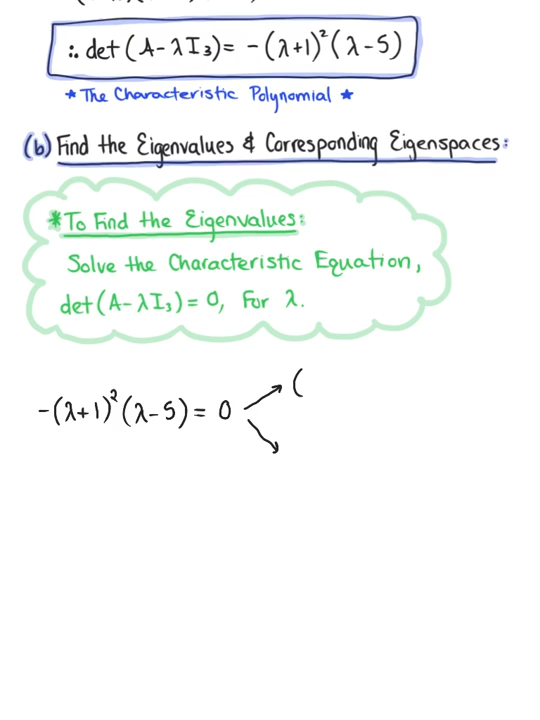 ∴ det(A-λI₃) = -(λ+1)²(λ-5)
* The Characteristic Polynomial *
(b) Find the Eigenvalues & Corresponding Eigenspaces:
*To Find the Eigenvalues:
Solve the Characteristic Equation,
det(A-λI₃) = 0, For λ.
-(λ+1)²(λ-5) = 0 ↗ (
↘